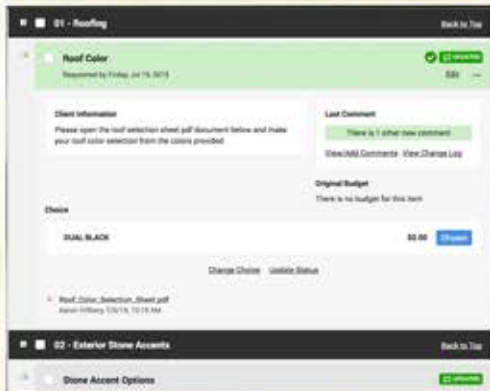 01 - Roofing
Back to Top
Roof Color
UPDATED
Requested by Friday, Jul 19, 2019
Edit
Client Information
Please open the roof selection sheet pdf document below and make
your roof color selection from the colors provided
Last Comment
There is 1 other new comment
View/Add Comments View Change Log
Original Budget
There is no budget for this item
Choice
DUAL BLACK
$0.00
Chosen
Change Choice Update Status
Roof_Color_Selection_Sheet.pdf
Aaron
02 - Exterior Stone Accents
Back to Top
Stone Accent Options
UPDATED